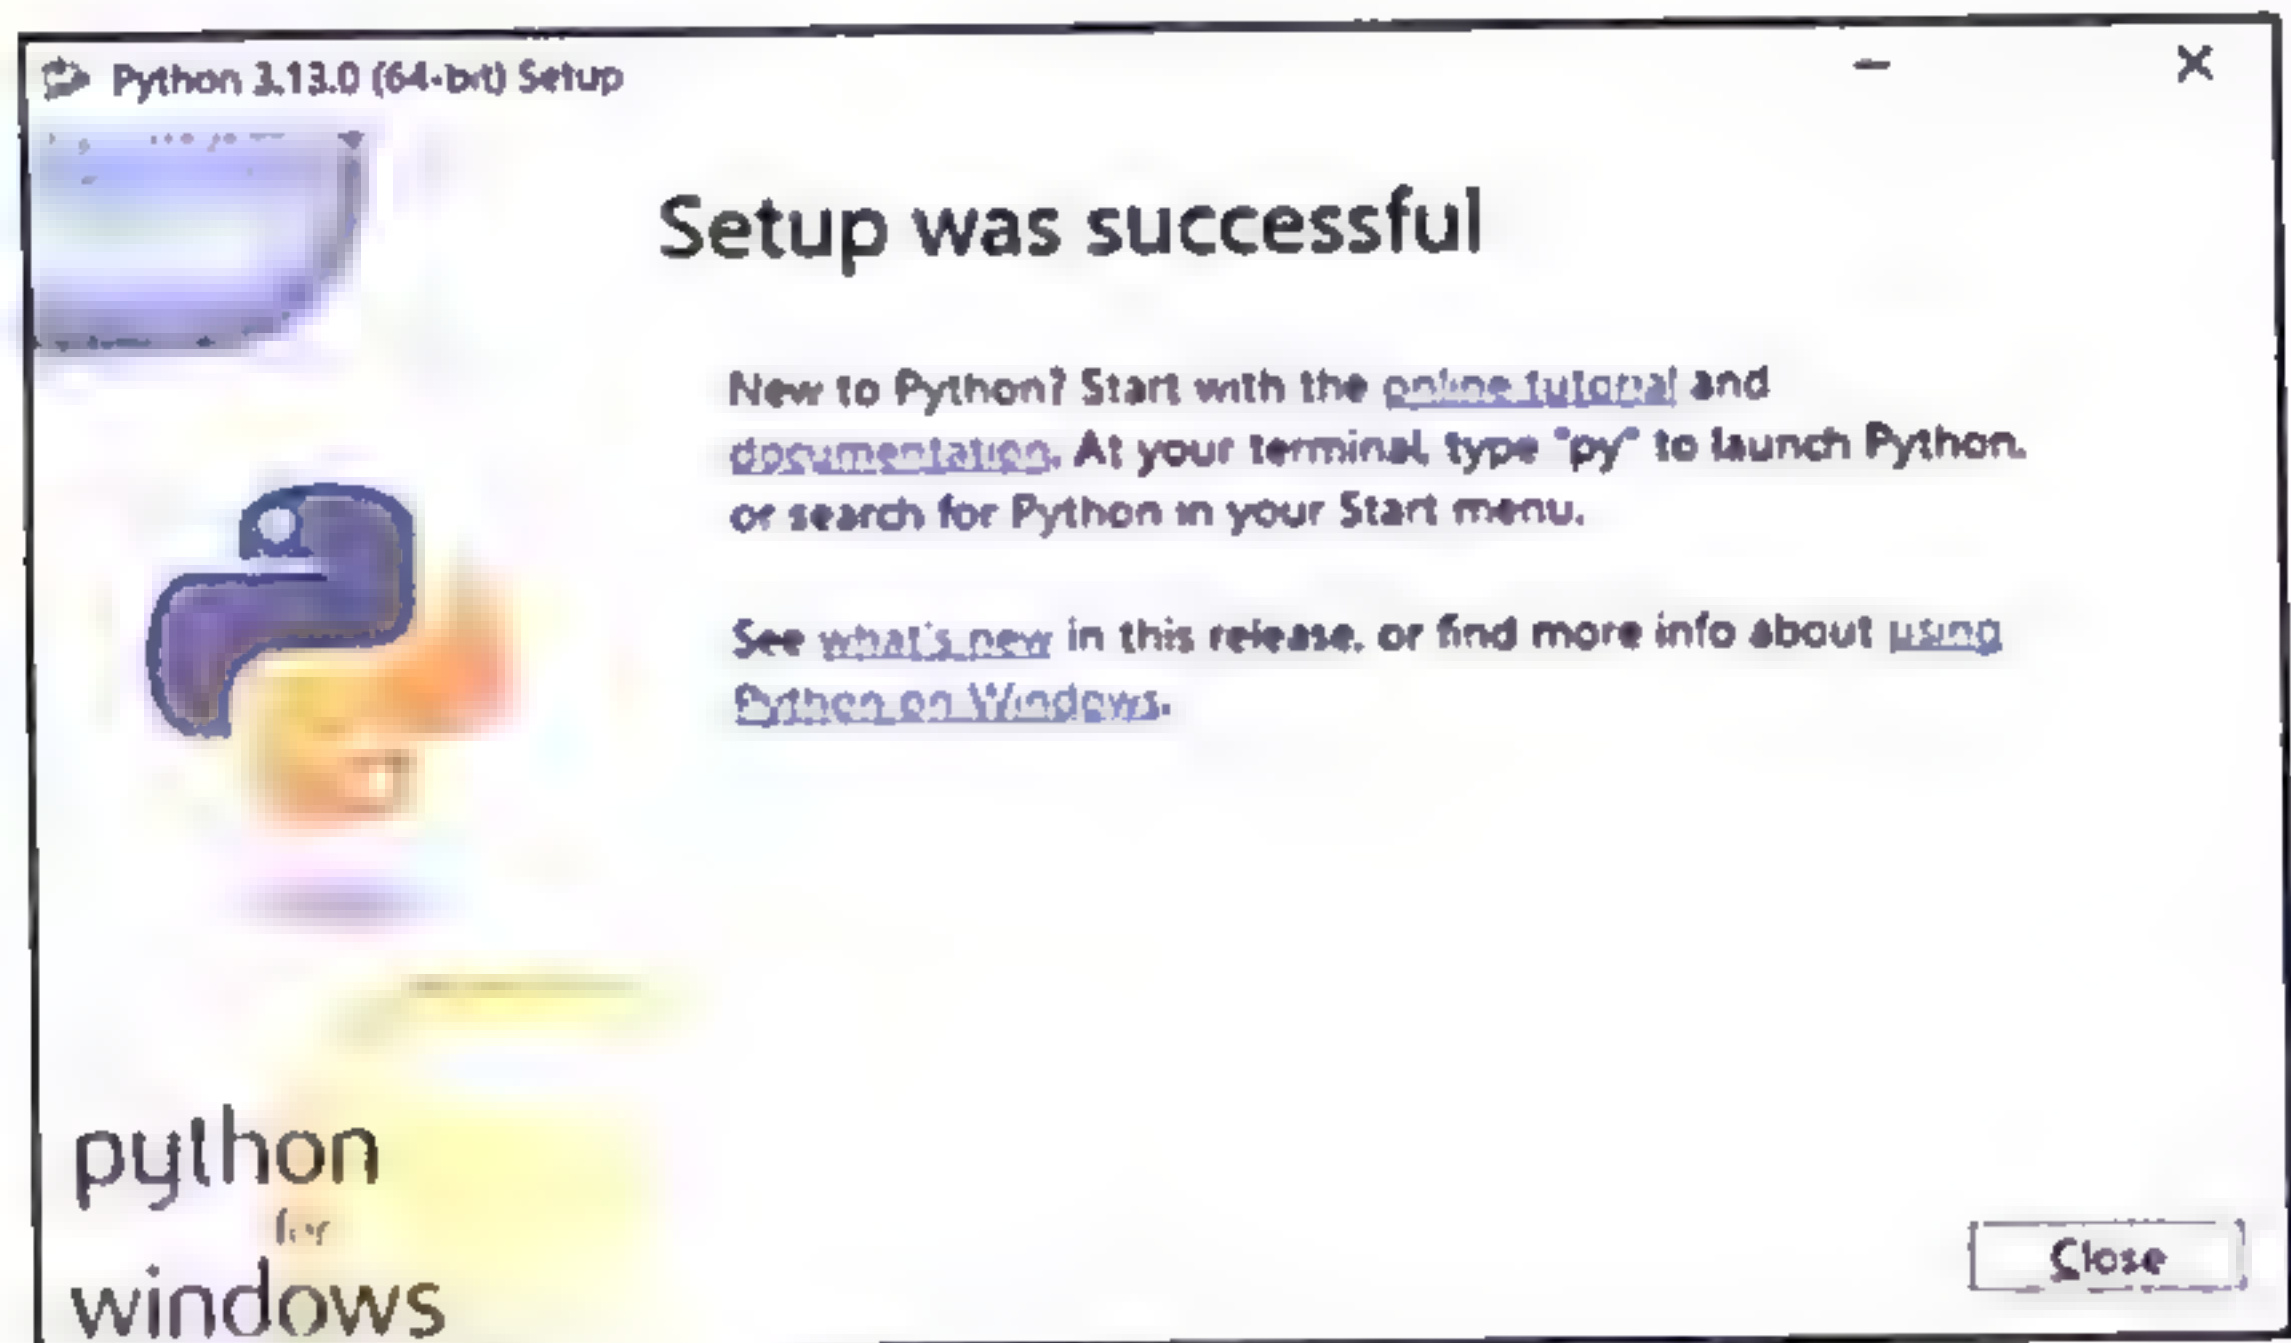 Python 3.13.0 (64-bit) Setup
Setup was successful
New to Python? Start with the online tutorial and
documentation. At your terminal, type "py" to launch Python,
or search for Python in your Start menu.
See what's new in this release, or find more info about using
Python on Windows.
python
for
windows
Close